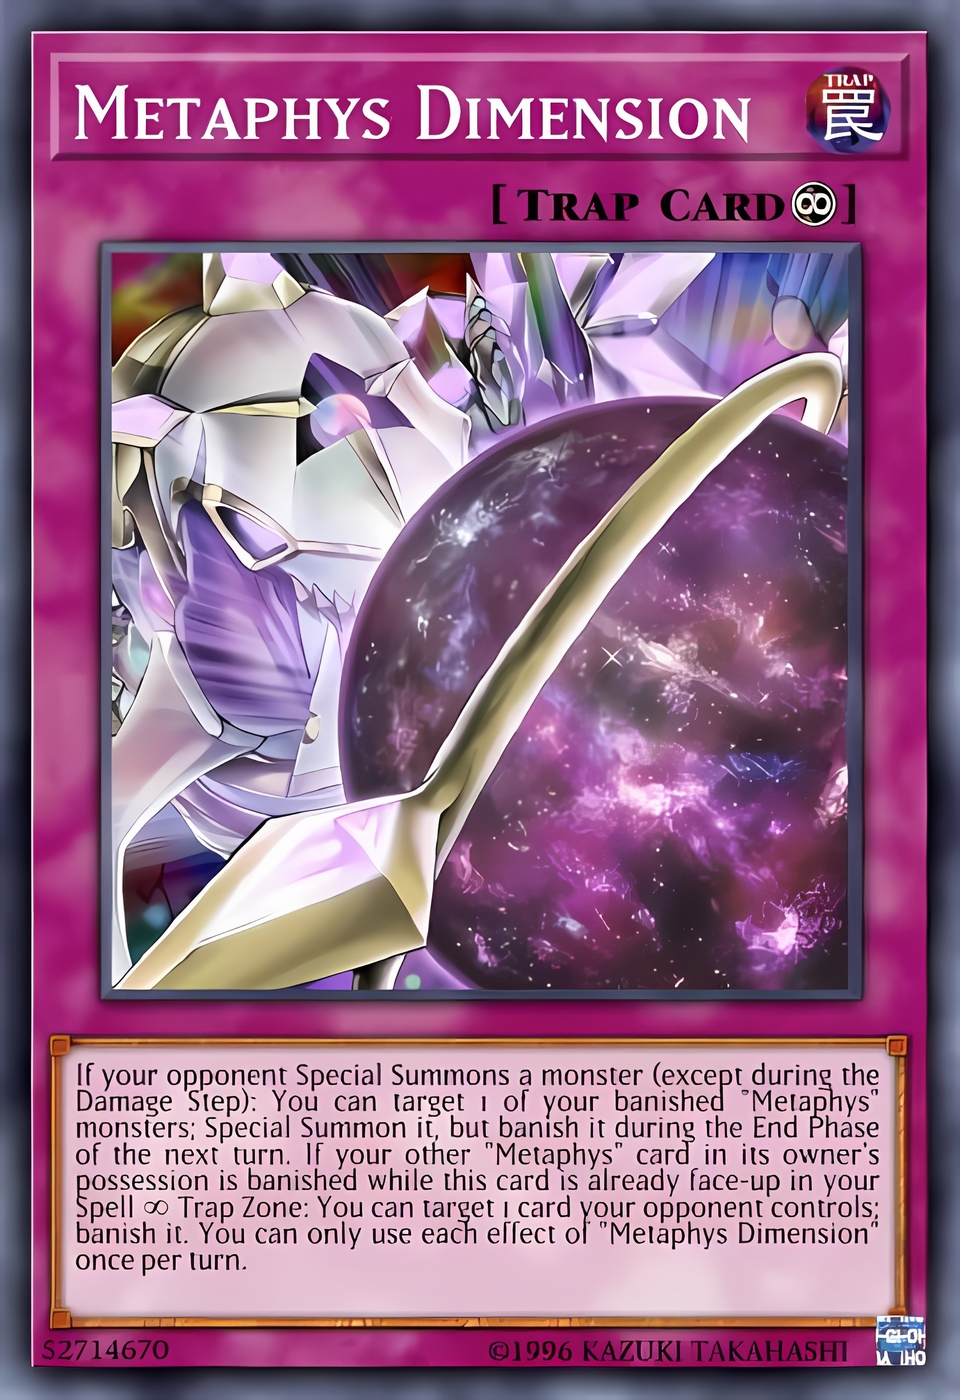 METAPHYS DIMENSION
TRAP
罠
[TRAP CARD∞]
If your opponent Special Summons a monster (except during the
Damage Step): You can target 1 of your banished "Metaphys"
monsters; Special Summon it, but banish it during the End Phase
of the next turn. If your other "Metaphys" card in its owner's
possession is banished while this card is already face-up in your
Spell ∞ Trap Zone: You can target 1 card your opponent controls;
banish it. You can only use each effect of "Metaphys Dimension"
once per turn.
52714670 ©1996 KAZUKI TAKAHASHI